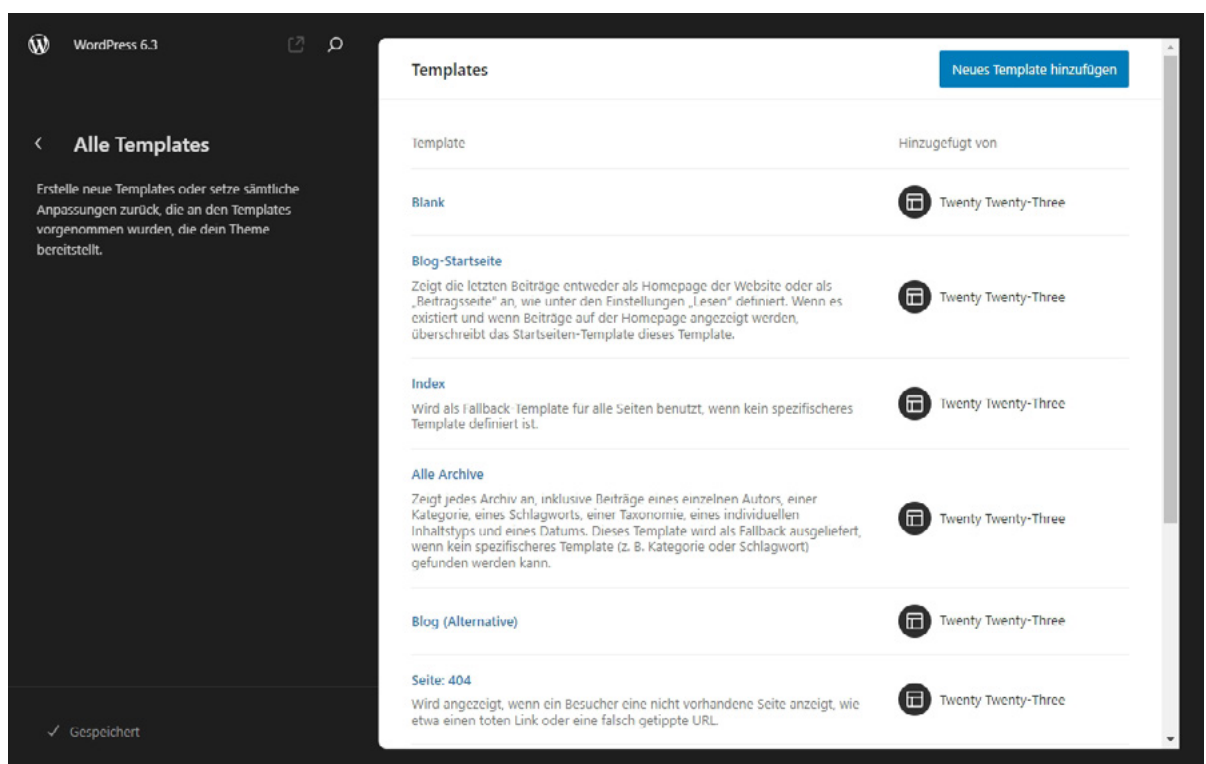 WordPress 6.3
Alle Templates
Erstelle neue Templates oder setze sämtliche
Anpassungen zurück, die an den Templates
vorgenommen wurden, die dein Theme
bereitstellt.
Gespeichert
Templates
Neues Template hinzufügen
Template
Hinzugefügt von
Blank
Twenty Twenty-Three
Blog-Startseite
Zeigt die letzten Beiträge entweder als Homepage der Website oder als
„Beitragsseite“ an, wie unter den Einstellungen „Lesen“ definiert. Wenn es
existiert und wenn Beiträge auf der Homepage angezeigt werden,
überschreibt das Startseiten-Template dieses Template.
Twenty Twenty-Three
Index
Wird als Fallback-Template für alle Seiten benutzt, wenn kein spezifischeres
Template definiert ist.
Twenty Twenty-Three
Alle Archive
Zeigt jedes Archiv an, inklusive Beiträge eines einzelnen Autors, einer
Kategorie, eines Schlagworts, einer Taxonomie, eines individuellen
Inhaltstyps und eines Datums. Dieses Template wird als Fallback ausgeliefert,
wenn kein spezifischeres Template (z. B. Kategorie oder Schlagwort)
gefunden werden kann.
Twenty Twenty-Three
Blog (Alternative)
Twenty Twenty-Three
Seite: 404
Wird angezeigt, wenn ein Besucher eine nicht vorhandene Seite anzeigt, wie
etwa einen toten Link oder eine falsch getippte URL.
Twenty Twenty-Three